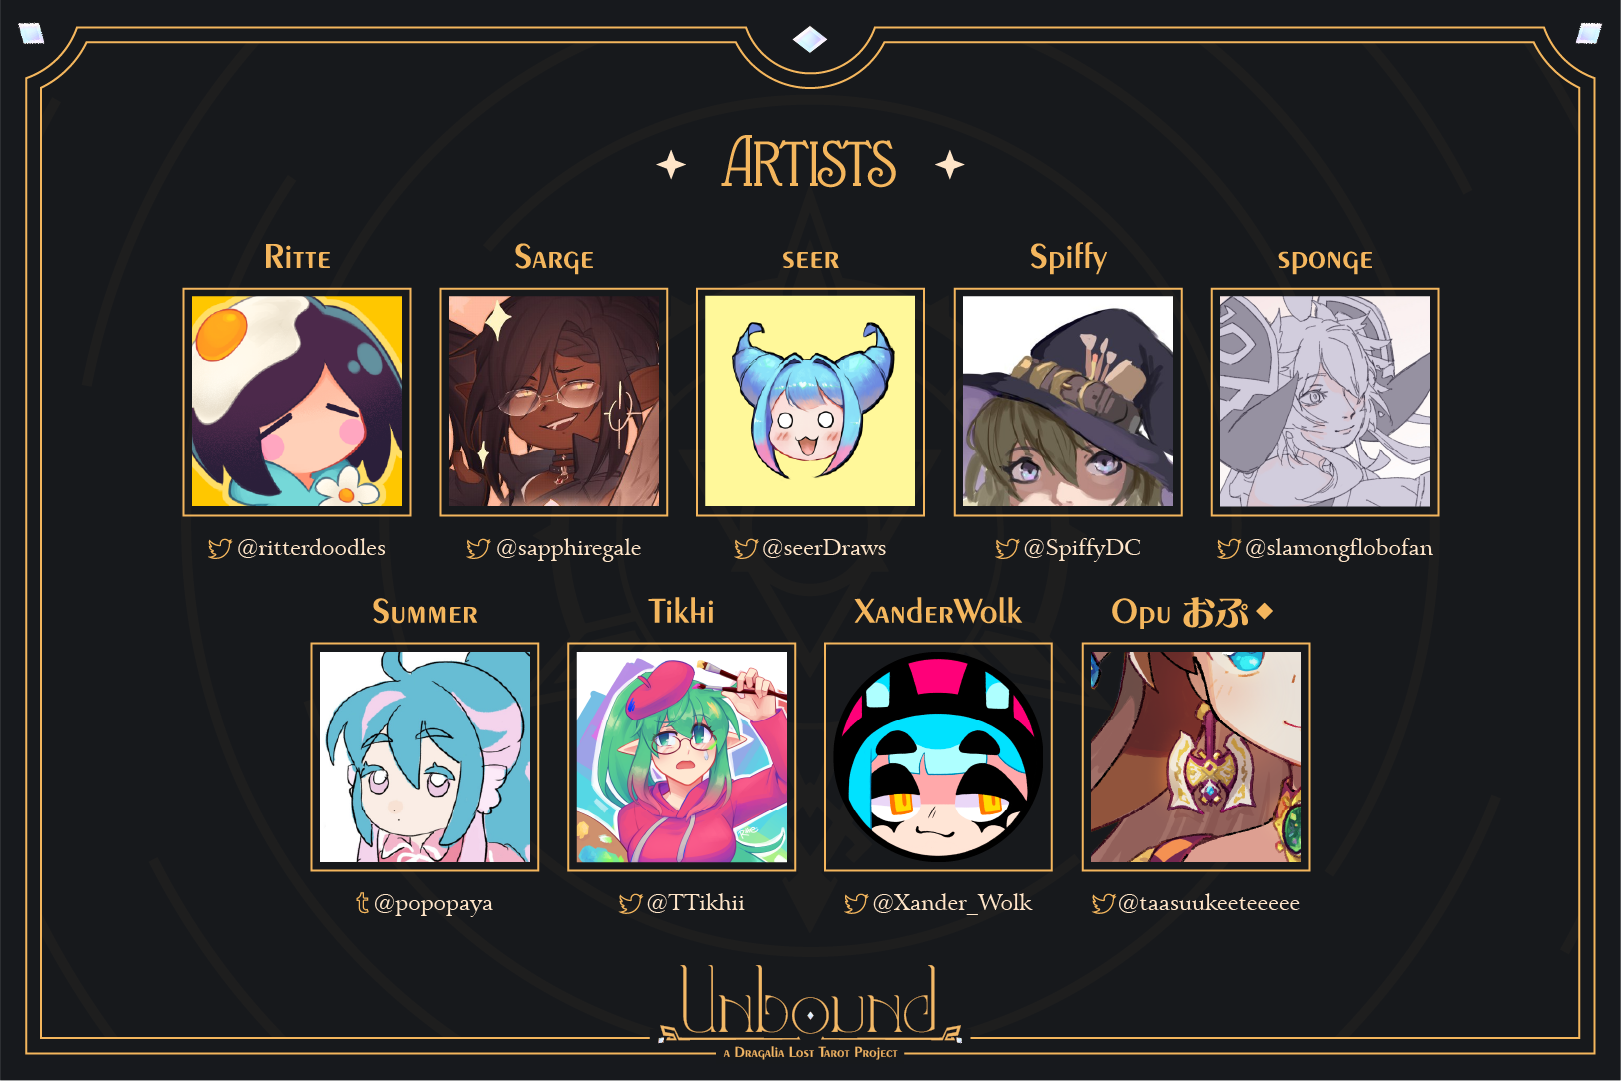 Artists
Ritte
Sarge
seer
Spiffy
sponge
@ritterdoodles
@sapphiregale
@seerDraws
@SpiffyDC
@slamongflobofan
Summer
Tikhi
XanderWolk
Opu おぷ◆
@popopaya
@TTikhii
@Xander_Wolk
@taasuukeeteeeee
Unbound
a Dragalia Lost Tarot Project